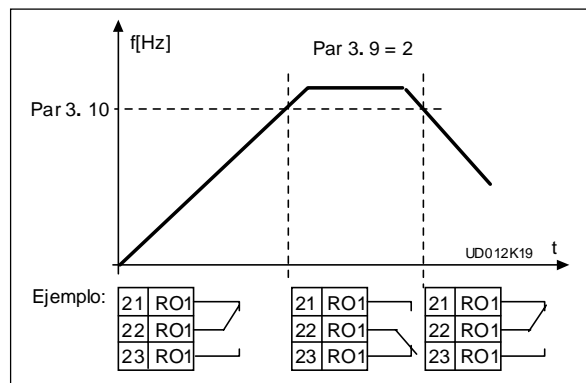 f[Hz]
Par 3. 9 = 2
Par 3. 10
t
UD012K19
Ejemplo:
21 RO1
22 RO1
23 RO1
21 RO1
22 RO1
23 RO1
21 RO1
22 RO1
23 RO1